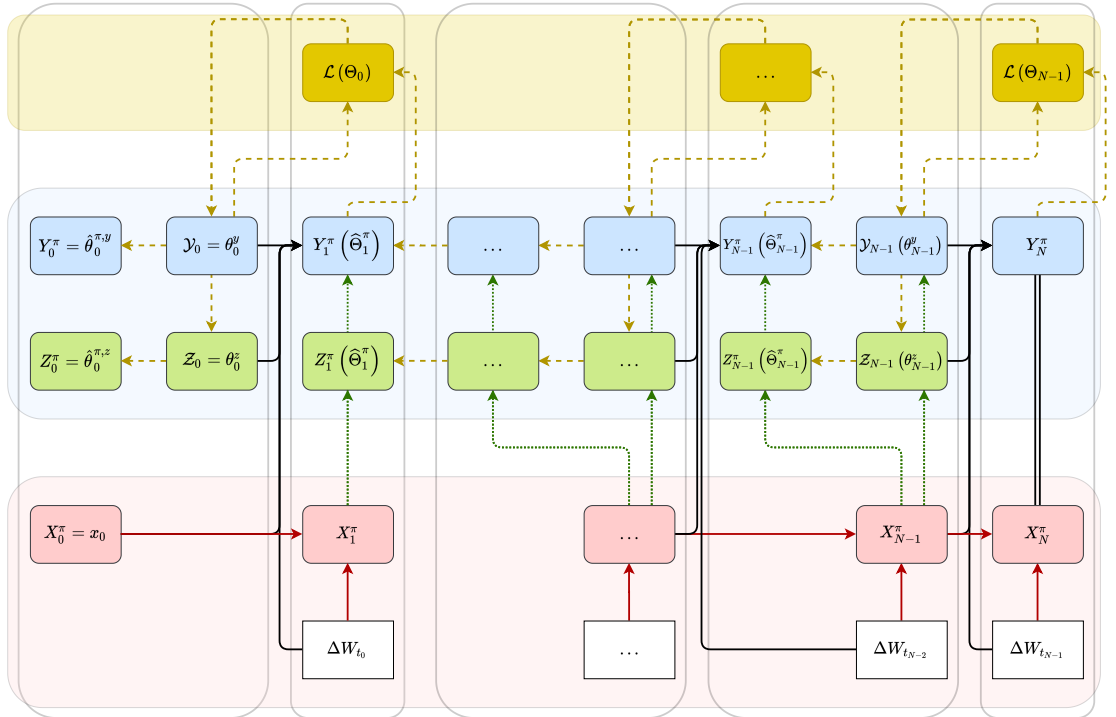 𝓛 (Θ₀)
…
𝓛 (Θ_{N−1})
Y₀^π = θ̂₀^{π,y}
𝒴₀ = θ₀^y
Y₁^π (Θ̂₁^π)
…
…
Y_{N−1}^π (Θ̂_{N−1}^π)
𝒴_{N−1} (θ_{N−1}^y)
Y_N^π
Z₀^π = θ̂₀^{π,z}
𝒵₀ = θ₀^z
Z₁^π (Θ̂₁^π)
…
…
Z_{N−1}^π (Θ̂_{N−1}^π)
𝒵_{N−1} (θ_{N−1}^z)
X₀^π = x₀
X₁^π
…
X_{N−1}^π
X_N^π
ΔW_{t₀}
…
ΔW_{t_{N−2}}
ΔW_{t_{N−1}}